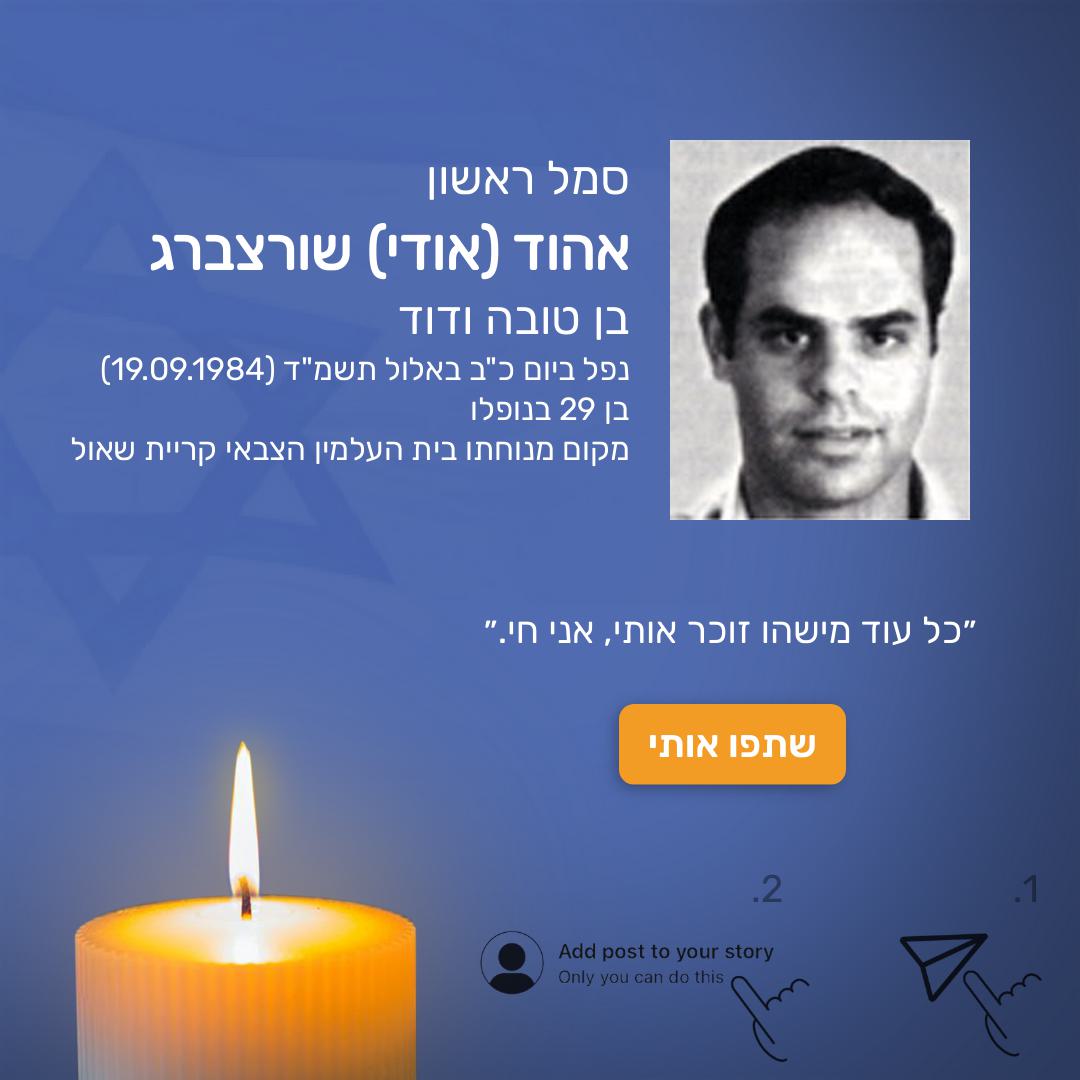 סמל ראשון
אהוד (אודי) שורצברג
בן טובה ודוד
נפל ביום כ"ב באלול תשמ"ד (19.09.1984)
בן 29 בנופלו
מקום מנוחתו בית העלמין הצבאי קריית שאול
״כל עוד מישהו זוכר אותי, אני חי.״
שתפו אותי
.1
.2
Add post to your story
Only you can do this